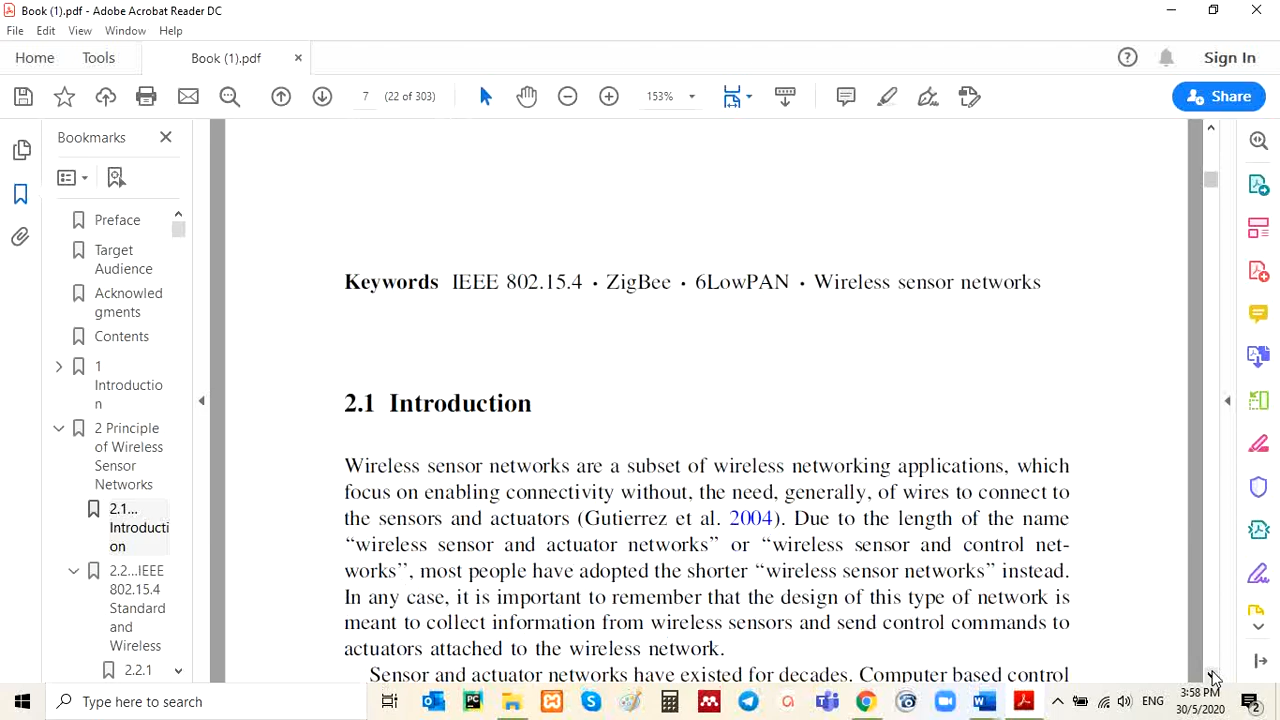 Book (1).pdf - Adobe Acrobat Reader DC
File Edit View Window Help
Home Tools Book (1).pdf Sign In
7 (22 of 303) 153% Share
Bookmarks
Preface
Target
Audience
Acknowled
gments
Contents
1
Introductio
n
2 Principle
of Wireless
Sensor
Networks
2.1...
Introducti
on
2.2...IEEE
802.15.4
Standard
and
Wireless
2.2.1
Keywords IEEE 802.15.4 · ZigBee · 6LowPAN · Wireless sensor networks
2.1 Introduction
Wireless sensor networks are a subset of wireless networking applications, which
focus on enabling connectivity without, the need, generally, of wires to connect to
the sensors and actuators (Gutierrez et al. 2004). Due to the length of the name
‘‘wireless sensor and actuator networks’’ or ‘‘wireless sensor and control net-
works’’, most people have adopted the shorter ‘‘wireless sensor networks’’ instead.
In any case, it is important to remember that the design of this type of network is
meant to collect information from wireless sensors and send control commands to
actuators attached to the wireless network.
Sensor and actuator networks have existed for decades. Computer based control
Type here to search
ENG
3:58 PM
30/5/2020
2